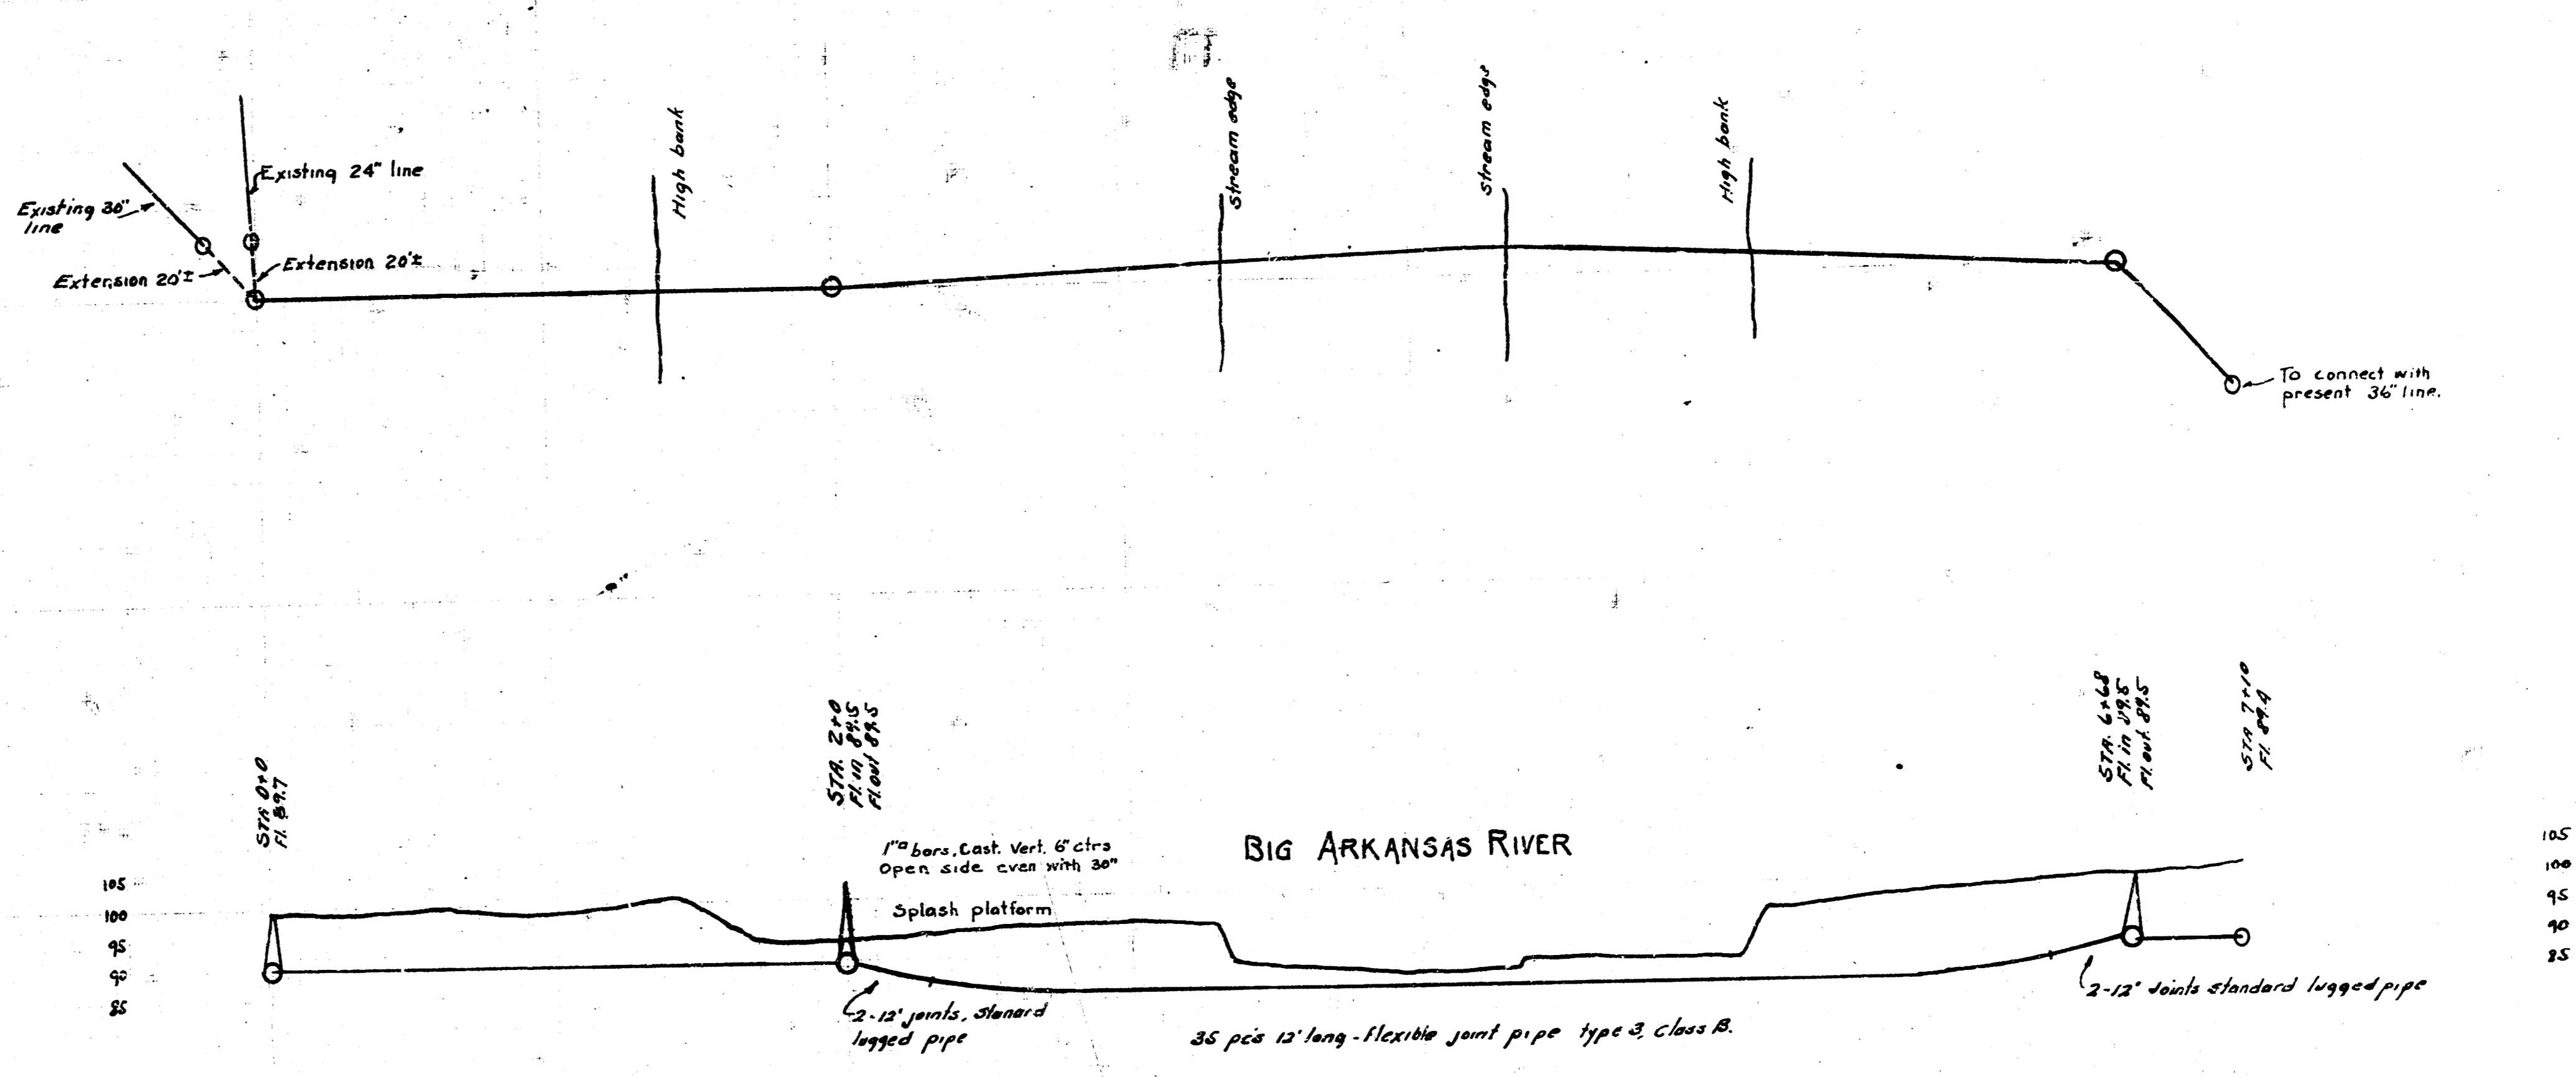 High bank
Stream edge
Stream edge
High bank
Existing 24" line
Existing 30"
line
Extension 20'±
Extension 20'±
To connect with
present 36" line.
STA 0+0
Fl. 89.7
STA. 2+0
Fl. in 89.15
Fl. out 89.5
STA. 6+68
Fl. in 89.5
Fl. out 89.5
STA 7+10
Fl. 89.4
1"□ bars, Cast. Vert. 6" ctrs
Open side even with 30"
Splash platform
BIG ARKANSAS RIVER
105
100
95
90
85
105
100
95
90
85
2-12' joints, stanard
lugged pipe
35 pcs 12' long - flexible joint pipe type 3, class B.
2-12' Joints standard lugged pipe